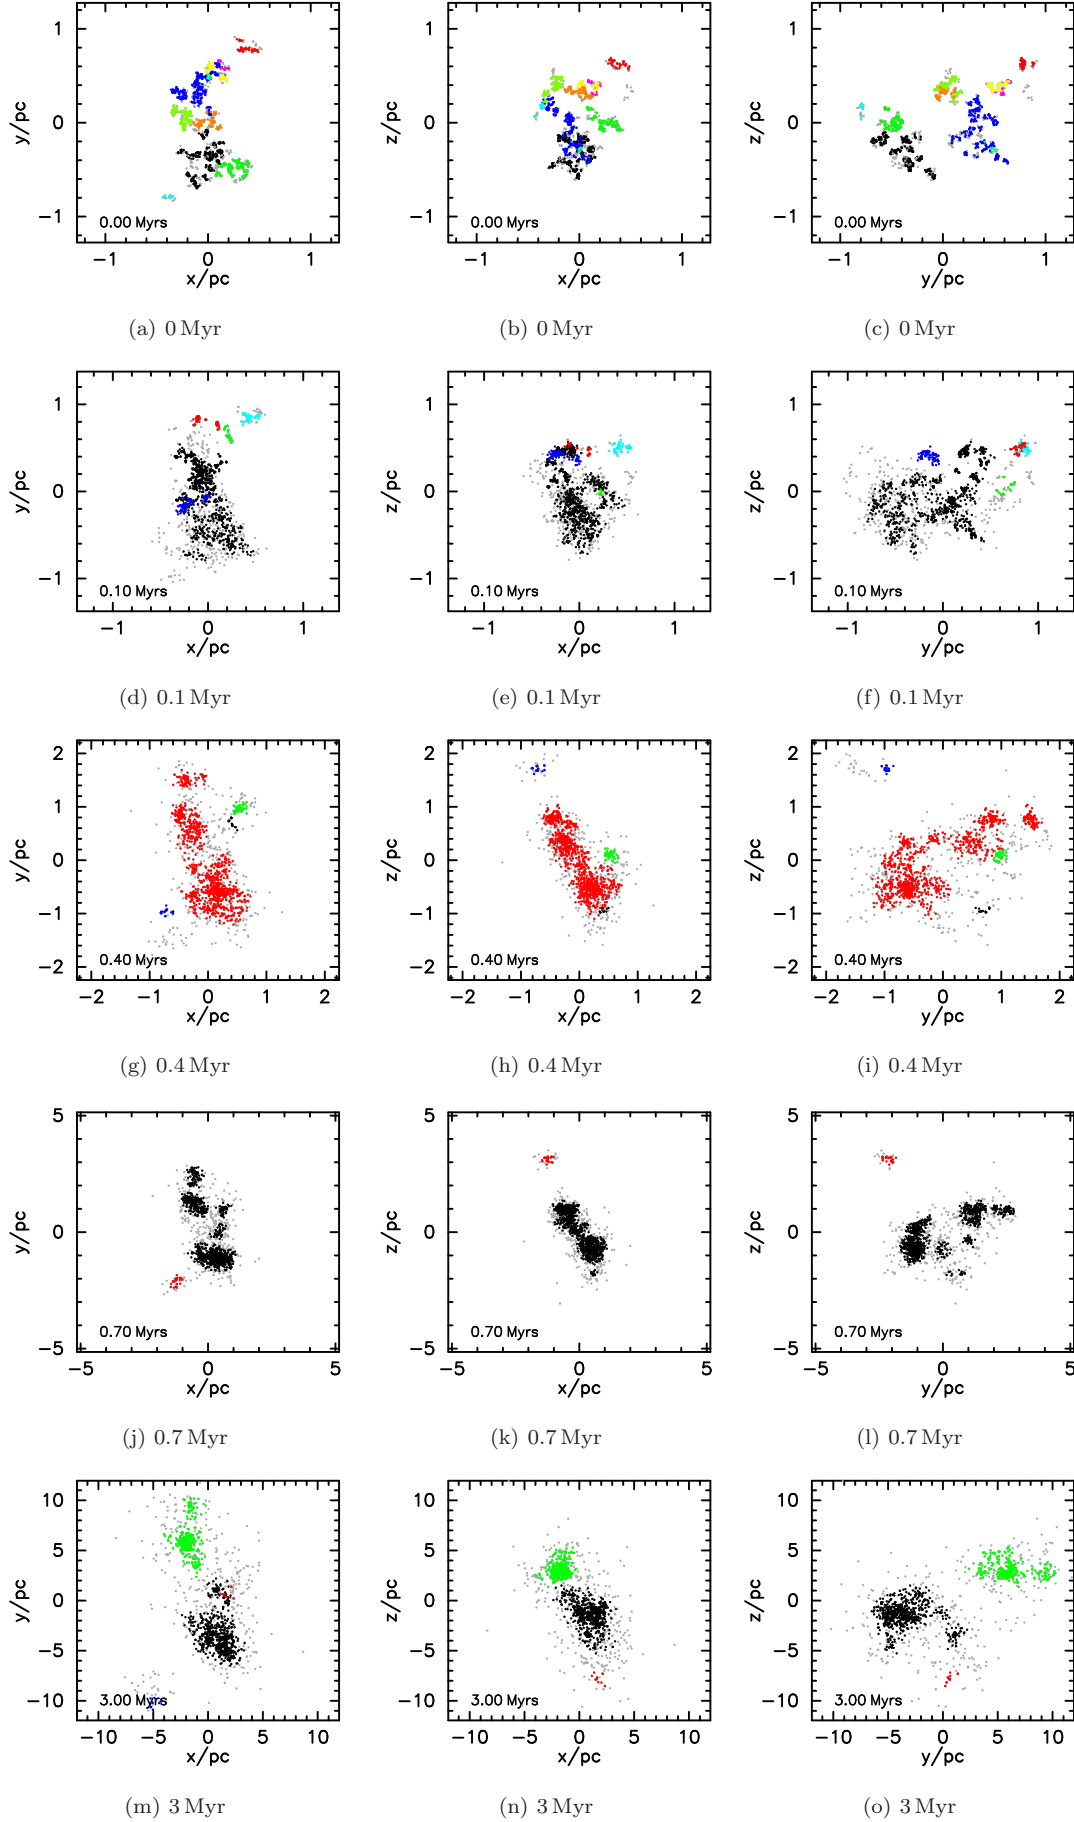 1
0
−1
y/pc
0.00 Myrs
−1 0 1
x/pc
1
0
−1
z/pc
0.00 Myrs
−1 0 1
x/pc
1
0
−1
z/pc
0.00 Myrs
−1 0 1
y/pc
(a) 0 Myr
(b) 0 Myr
(c) 0 Myr
1
0
−1
y/pc
0.10 Myrs
−1 0 1
x/pc
1
0
−1
z/pc
0.10 Myrs
−1 0 1
x/pc
1
0
−1
z/pc
0.10 Myrs
−1 0 1
y/pc
(d) 0.1 Myr
(e) 0.1 Myr
(f) 0.1 Myr
2
1
0
−1
−2
y/pc
0.40 Myrs
−2 −1 0 1 2
x/pc
2
1
0
−1
−2
z/pc
0.40 Myrs
−2 −1 0 1 2
x/pc
2
1
0
−1
−2
z/pc
0.40 Myrs
−2 −1 0 1 2
y/pc
(g) 0.4 Myr
(h) 0.4 Myr
(i) 0.4 Myr
5
0
−5
y/pc
0.70 Myrs
−5 0 5
x/pc
5
0
−5
z/pc
0.70 Myrs
−5 0 5
x/pc
5
0
−5
z/pc
0.70 Myrs
−5 0 5
y/pc
(j) 0.7 Myr
(k) 0.7 Myr
(l) 0.7 Myr
10
5
0
−5
−10
y/pc
3.00 Myrs
−10 −5 0 5 10
x/pc
10
5
0
−5
−10
z/pc
3.00 Myrs
−10 −5 0 5 10
x/pc
10
5
0
−5
−10
z/pc
3.00 Myrs
−10 −5 0 5 10
y/pc
(m) 3 Myr
(n) 3 Myr
(o) 3 Myr